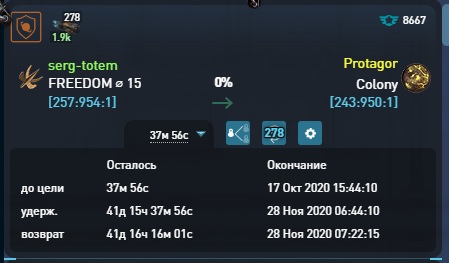 278
1.9k
8667
serg-totem
Protagor
FREEDOM ⌀ 15
0%
Colony
[257:954:1]
[243:950:1]
37м 56с
278
Осталось Окончание
до цели 37м 56с 17 Окт 2020 15:44:10
удерж. 41д 15ч 37м 56с 28 Ноя 2020 06:44:10
возврат 41д 16ч 16м 01с 28 Ноя 2020 07:22:15